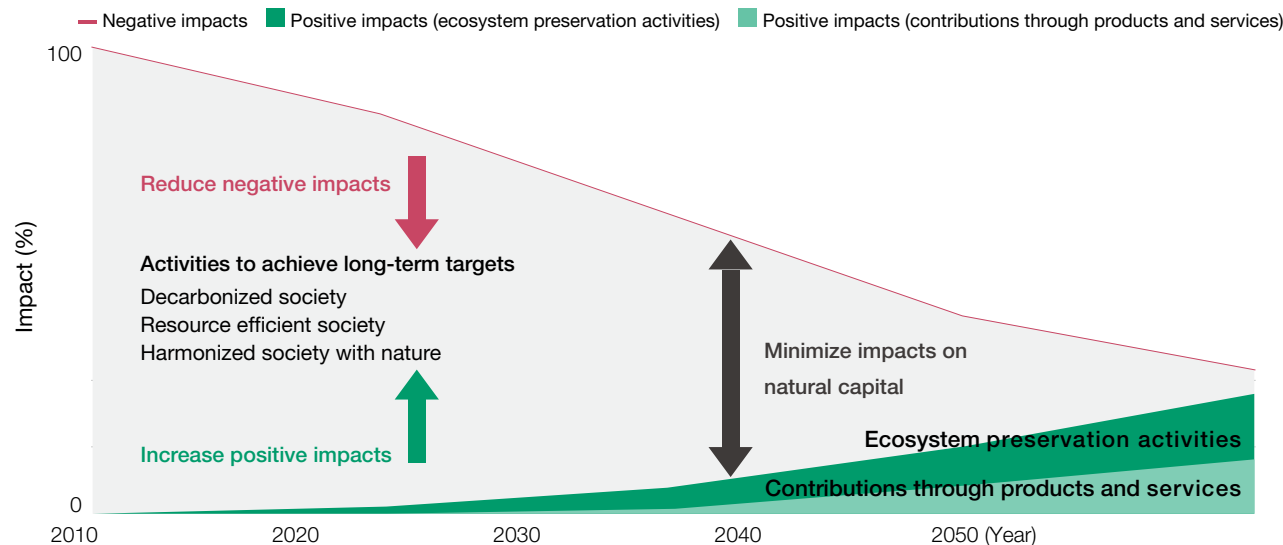 Negative impacts
Positive impacts (ecosystem preservation activities)
Positive impacts (contributions through products and services)
100
Reduce negative impacts
Impact (%)
Activities to achieve long-term targets
Decarbonized society
Resource efficient society
Harmonized society with nature
Minimize impacts on
natural capital
Increase positive impacts
Ecosystem preservation activities
Contributions through products and services
0
2010
2020
2030
2040
2050 (Year)